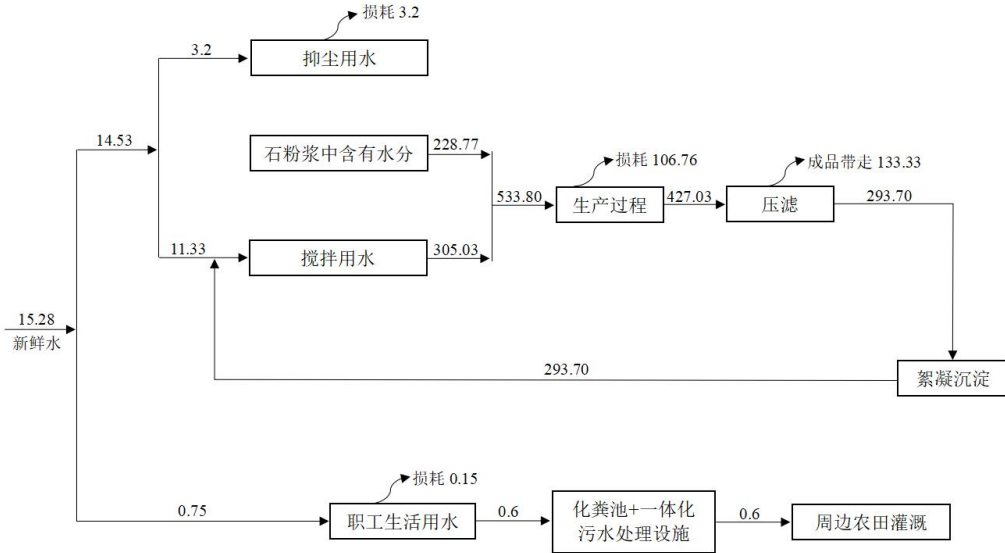 损耗 3.2
3.2
抑尘用水
14.53
石粉浆中含有水分
228.77
损耗 106.76
成品带走 133.33
533.80
生产过程
427.03
压滤
293.70
11.33
搅拌用水
305.03
15.28
新鲜水
293.70
絮凝沉淀
损耗 0.15
0.75
职工生活用水
0.6
化粪池+一体化
污水处理设施
0.6
周边农田灌溉